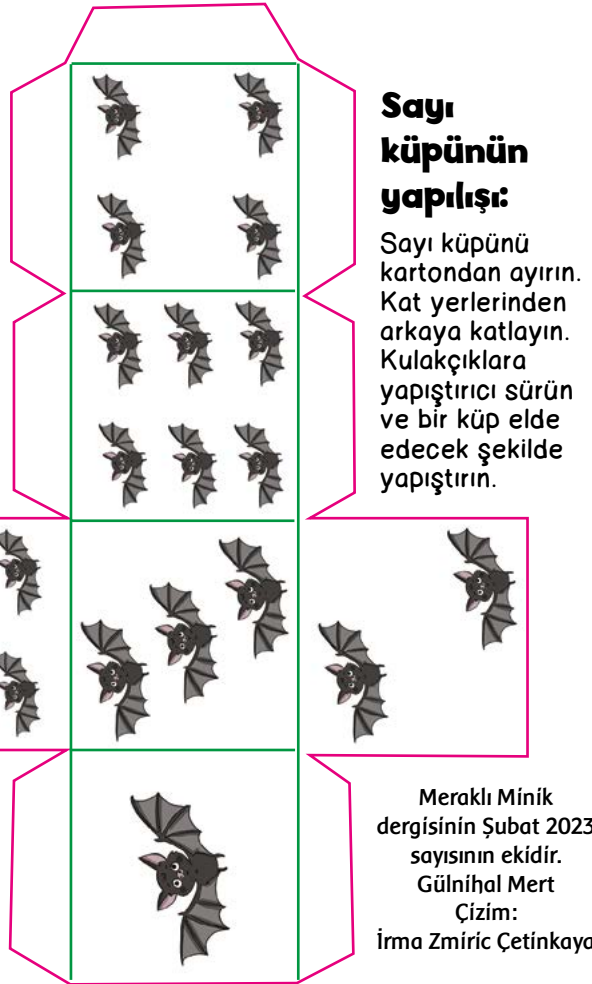 Sayı
küpünün
yapılışı:
Sayı küpünü
kartondan ayırın.
Kat yerlerinden
arkaya katlayın.
Kulakçıklara
yapıştırıcı sürün
ve bir küp elde
edecek şekilde
yapıştırın.
Meraklı Minik
dergisinin Şubat 2023
sayısının ekidir.
Gülnihal Mert
Çizim:
İrma Zmiric Çetinkaya